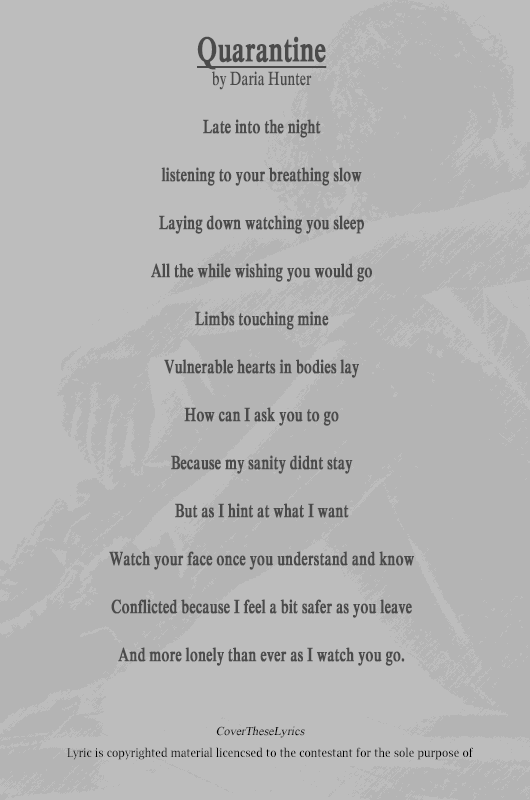 Quarantine
by Daria Hunter
Late into the night
listening to your breathing slow
Laying down watching you sleep
All the while wishing you would go
Limbs touching mine
Vulnerable hearts in bodies lay
How can I ask you to go
Because my sanity didnt stay
But as I hint at what I want
Watch your face once you understand and know
Conflicted because I feel a bit safer as you leave
And more lonely than ever as I watch you go.
CoverTheseLyrics
Lyric is copyrighted material licencsed to the contestant for the sole purpose of